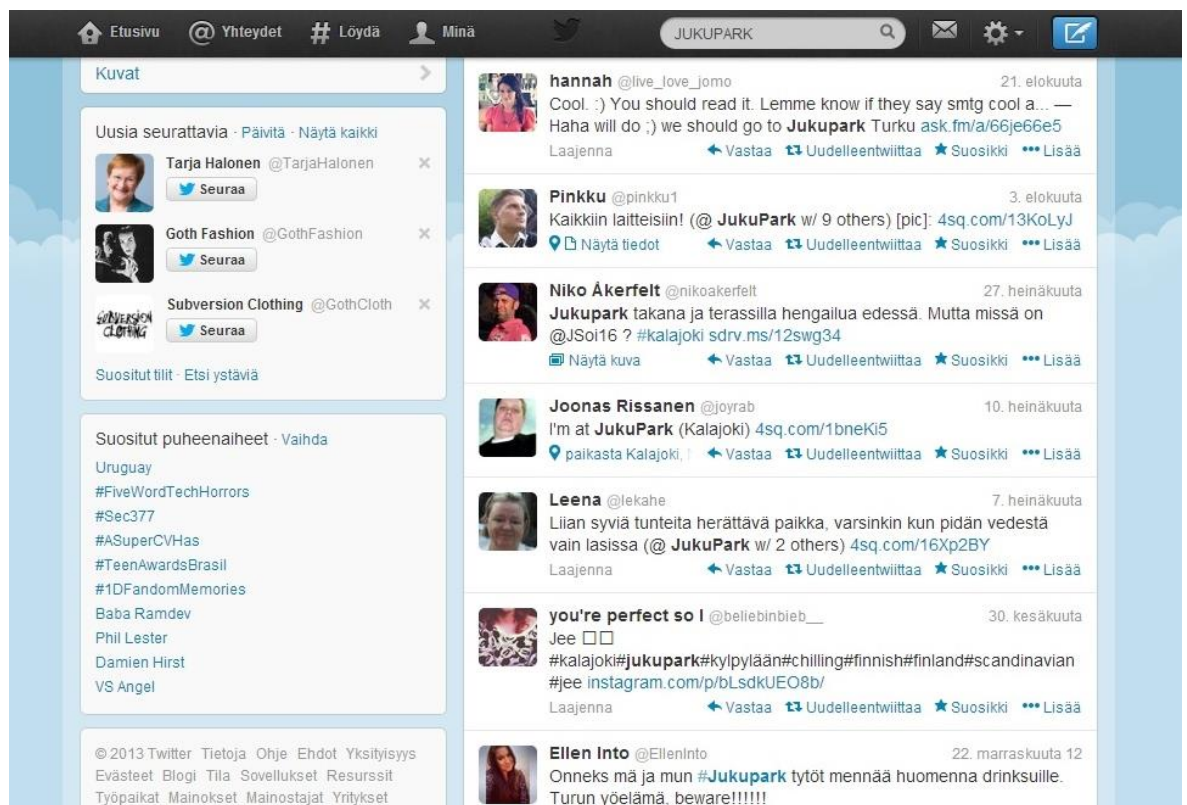 Etusivu @ Yhteydet # Löydä Minä JUKUPARK
Kuvat
Uusia seurattavia · Päivitä · Näytä kaikki
Tarja Halonen @TarjaHalonen
Seuraa
Goth Fashion @GothFashion
Seuraa
SUBVERSION
CLOTHING
Subversion Clothing @GothCloth
Seuraa
Suositut tilit · Etsi ystäviä
Suositut puheenaiheet · Vaihda
Uruguay
#FiveWordTechHorrors
#Sec377
#ASuperCVHas
#TeenAwardsBrasil
#1DFandomMemories
Baba Ramdev
Phil Lester
Damien Hirst
VS Angel
© 2013 Twitter Tietoja Ohje Ehdot Yksityisyys
Evästeet Blogi Tila Sovellukset Resurssit
Työpaikat Mainokset Mainostajat Yritykset
hannah @live_love_jomo 21. elokuuta
Cool. :) You should read it. Lemme know if they say smtg cool a... —
Haha will do ;) we should go to Jukupark Turku ask.fm/a/66je66e5
Laajenna Vastaa Uudelleentwiittaa Suosikki Lisää
Pinkku @pinkku1 3. elokuuta
Kaikkiin laitteisiin! (@ JukuPark w/ 9 others) [pic]: 4sq.com/13KoLyJ
Näytä tiedot Vastaa Uudelleentwiittaa Suosikki Lisää
Niko Åkerfelt @nikoakerfelt 27. heinäkuuta
Jukupark takana ja terassilla hengailua edessä. Mutta missä on
@JSoi16 ? #kalajoki sdrv.ms/12swg34
Näytä kuva Vastaa Uudelleentwiittaa Suosikki Lisää
Joonas Rissanen @joyrab 10. heinäkuuta
I'm at JukuPark (Kalajoki) 4sq.com/1bneKi5
paikasta Kalajoki, Vastaa Uudelleentwiittaa Suosikki Lisää
Leena @lekahe 7. heinäkuuta
Liian syviä tunteita herättävä paikka, varsinkin kun pidän vedestä
vain lasissa (@ JukuPark w/ 2 others) 4sq.com/16Xp2BY
Laajenna Vastaa Uudelleentwiittaa Suosikki Lisää
you're perfect so I @beliebinbieb__ 30. kesäkuuta
Jee □□
#kalajoki#jukupark#kylpylään#chilling#finnish#finland#scandinavian
#jee instagram.com/p/bLsdkUEO8b/
Laajenna Vastaa Uudelleentwiittaa Suosikki Lisää
Ellen Into @EllenInto 22. marraskuuta 12
Onneks mä ja mun #Jukupark tytöt mennää huomenna drinksuille.
Turun yöelämä, beware!!!!!!